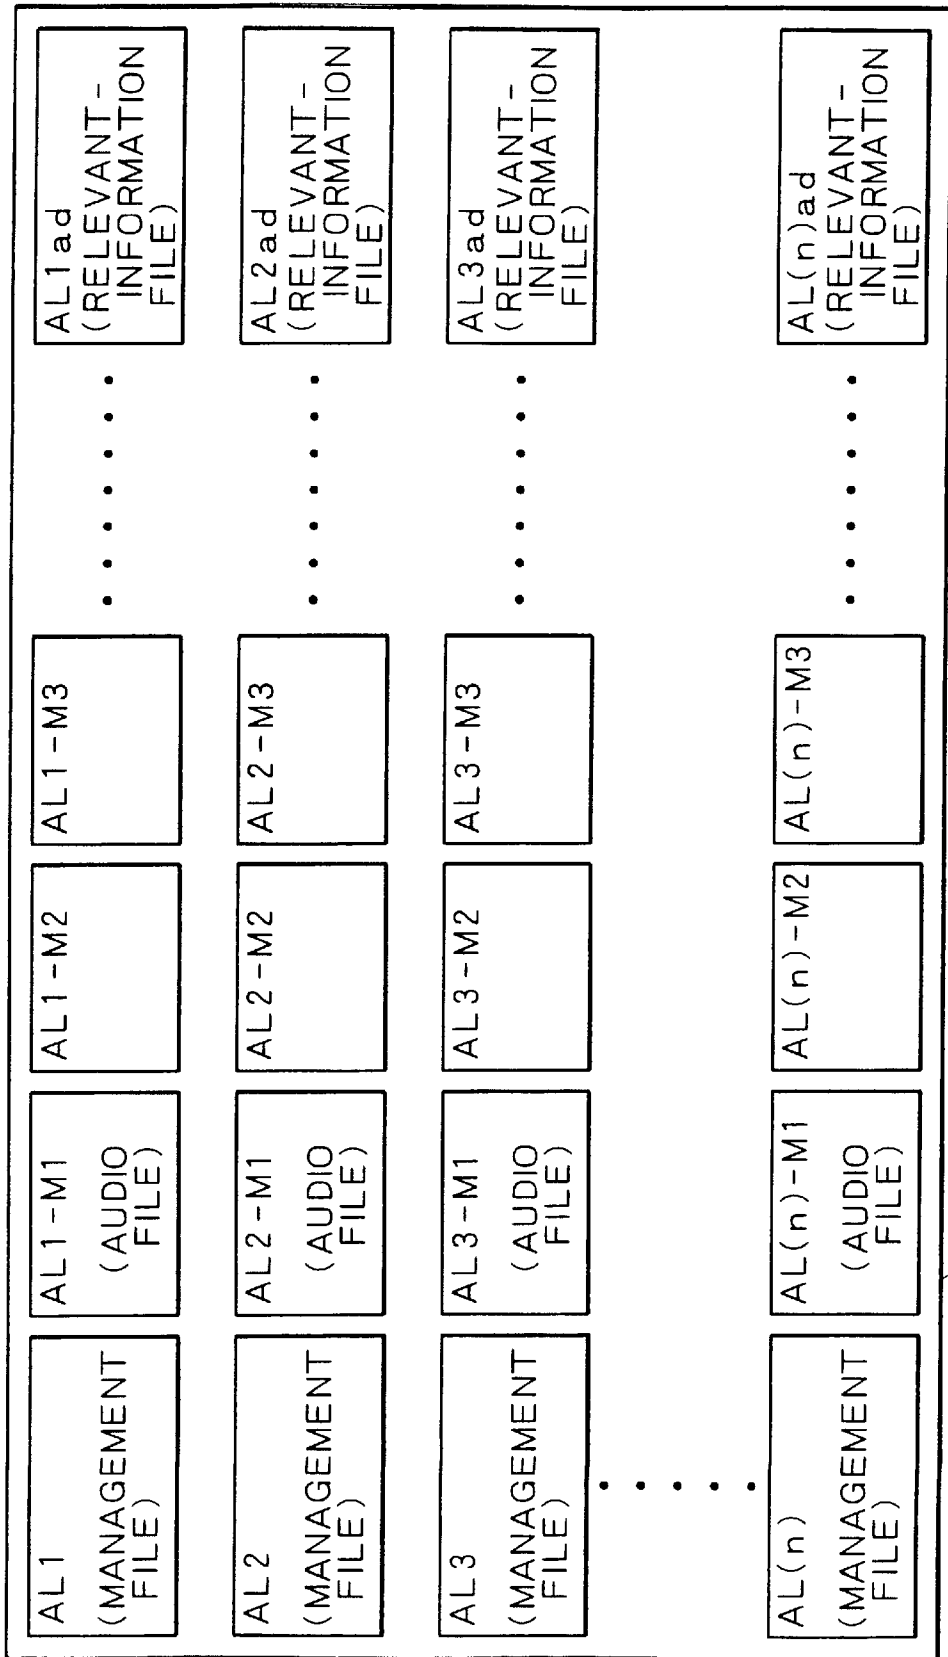 AL1
(MANAGEMENT
FILE)
AL1-M1
(AUDIO
FILE)
AL1-M2
AL1-M3
AL1ad
(RELEVANT-
INFORMATION
FILE)
AL2
(MANAGEMENT
FILE)
AL2-M1
(AUDIO
FILE)
AL2-M2
AL2-M3
AL2ad
(RELEVANT-
INFORMATION
FILE)
AL3
(MANAGEMENT
FILE)
AL3-M1
(AUDIO
FILE)
AL3-M2
AL3-M3
AL3ad
(RELEVANT-
INFORMATION
FILE)
AL(n)
(MANAGEMENT
FILE)
AL(n)-M1
(AUDIO
FILE)
AL(n)-M2
AL(n)-M3
AL(n)ad
(RELEVANT-
INFORMATION
FILE)